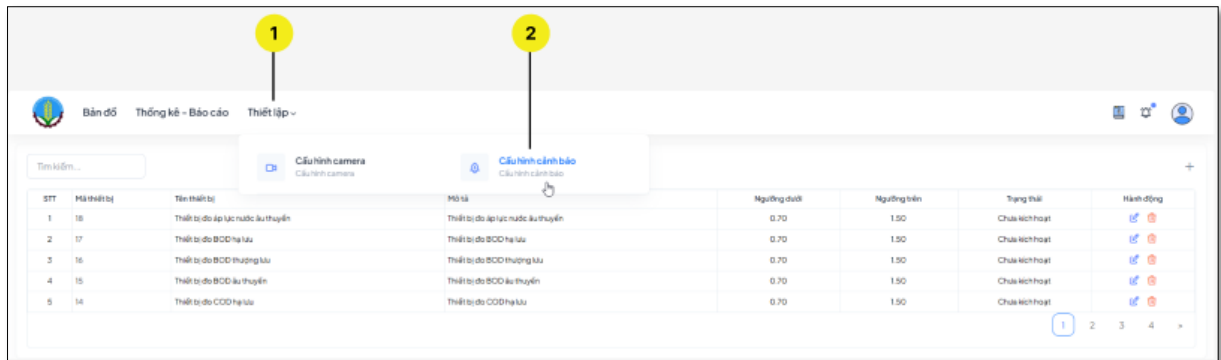 1 2
Bản đồ Thống kê - Báo cáo Thiết lập
Tìm kiếm...
Cấu hình camera
Cấu hình camera
Cấu hình cảnh báo
Cấu hình cảnh báo
STT Mã thiết bị Tên thiết bị Mô tả Ngưỡng dưới Ngưỡng trên Trạng thái Hành động
1 18 Thiết bị đo áp lực nước âu thuyền Thiết bị đo áp lực nước âu thuyền 0.70 1.50 Chưa kích hoạt
2 17 Thiết bị đo BOD hạ lưu Thiết bị đo BOD hạ lưu 0.70 1.50 Chưa kích hoạt
3 16 Thiết bị đo BOD thượng lưu Thiết bị đo BOD thượng lưu 0.70 1.50 Chưa kích hoạt
4 15 Thiết bị đo BOD âu thuyền Thiết bị đo BOD âu thuyền 0.70 1.50 Chưa kích hoạt
5 14 Thiết bị đo COD hạ lưu Thiết bị đo COD hạ lưu 0.70 1.50 Chưa kích hoạt
1 2 3 4 >